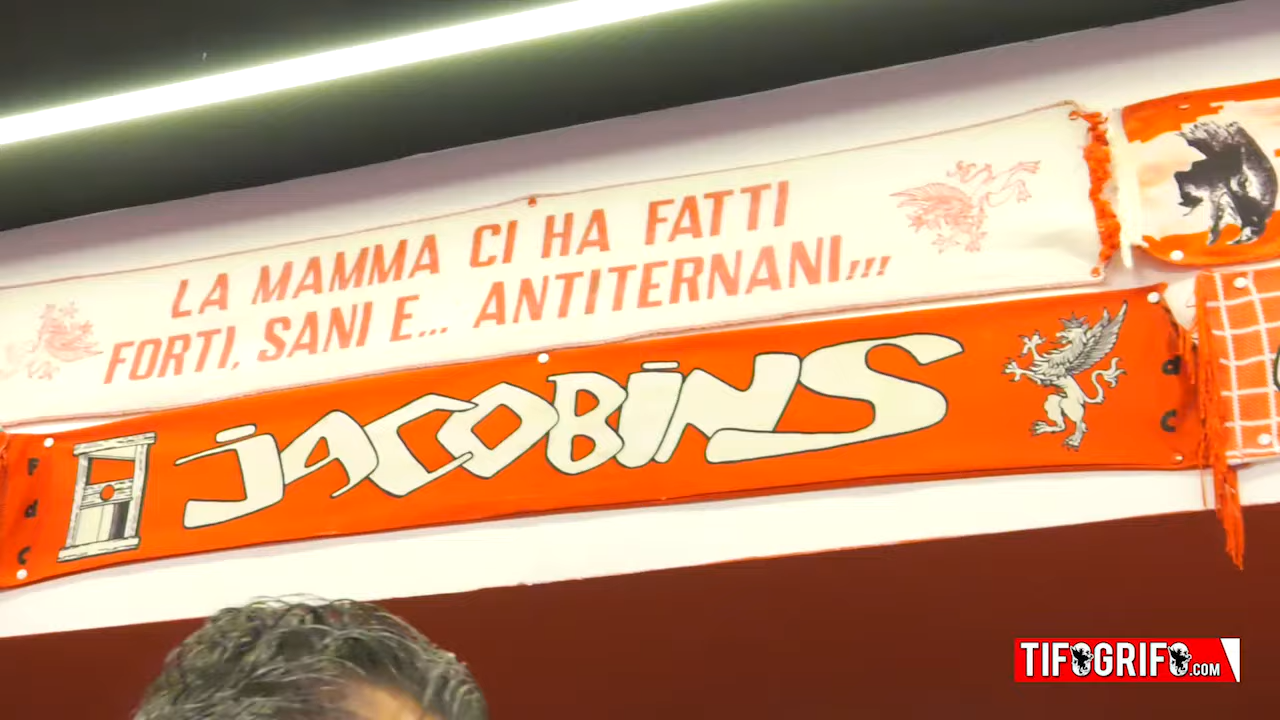 LA MAMMA CI HA FATTI
FORTI, SANI E... ANTITERNANI,,,
JACOBINS
F
d
C
d
C
TIFOGRIFO.COM